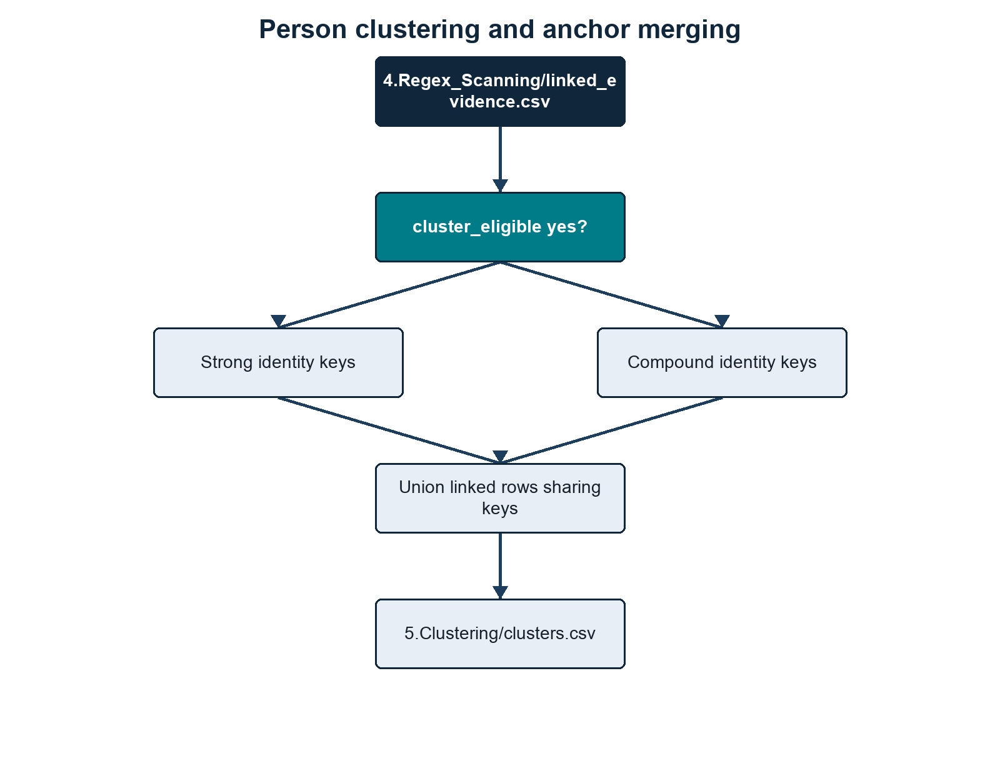 Person clustering and anchor merging
4.Regex_Scanning/linked_e
vidence.csv
cluster_eligible yes?
Strong identity keys
Compound identity keys
Union linked rows sharing
keys
5.Clustering/clusters.csv